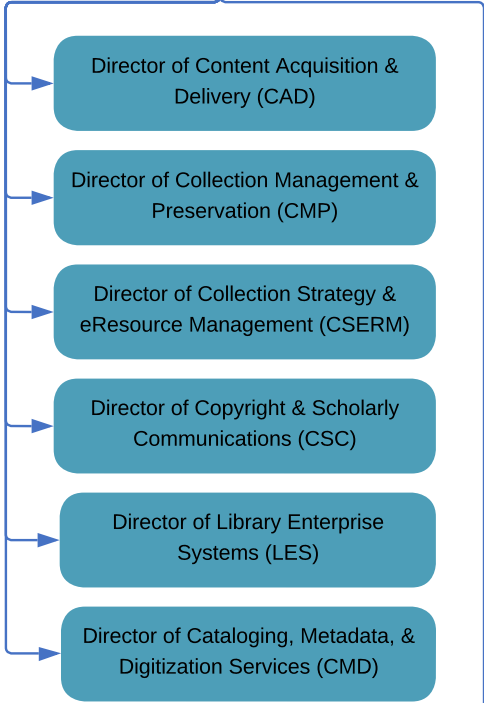 Director of Content Acquisition &
Delivery (CAD)
Director of Collection Management &
Preservation (CMP)
Director of Collection Strategy &
eResource Management (CSERM)
Director of Copyright & Scholarly
Communications (CSC)
Director of Library Enterprise
Systems (LES)
Director of Cataloging, Metadata, &
Digitization Services (CMD)